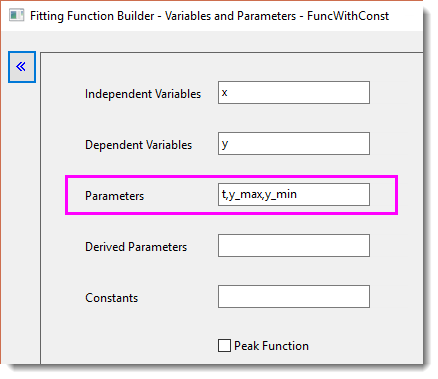 Fitting Function Builder - Variables and Parameters - FuncWithConst
«
Independent Variables x
Dependent Variables y
Parameters t,y_max,y_min
Derived Parameters
Constants
Peak Function